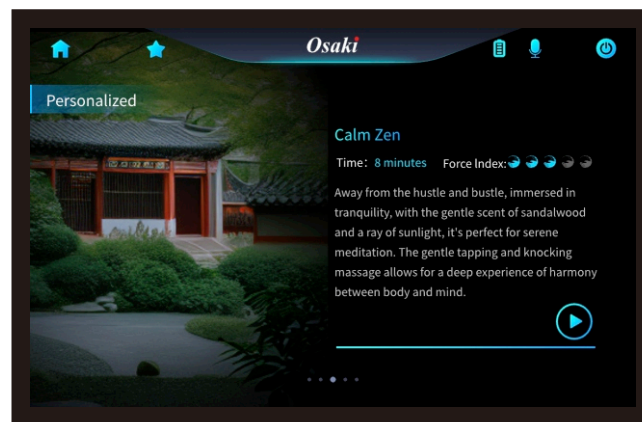 Osaki
Personalized
Calm Zen
Time: 8 minutes Force Index:
Away from the hustle and bustle, immersed in
tranquility, with the gentle scent of sandalwood
and a ray of sunlight, it's perfect for serene
meditation. The gentle tapping and knocking
massage allows for a deep experience of harmony
between body and mind.